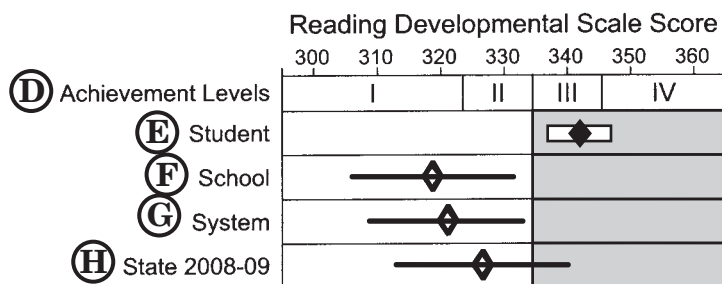 Reading Developmental Scale Score
300 310 320 330 340 350 360
D Achievement Levels I II III IV
E Student
F School
G System
H State 2008-09